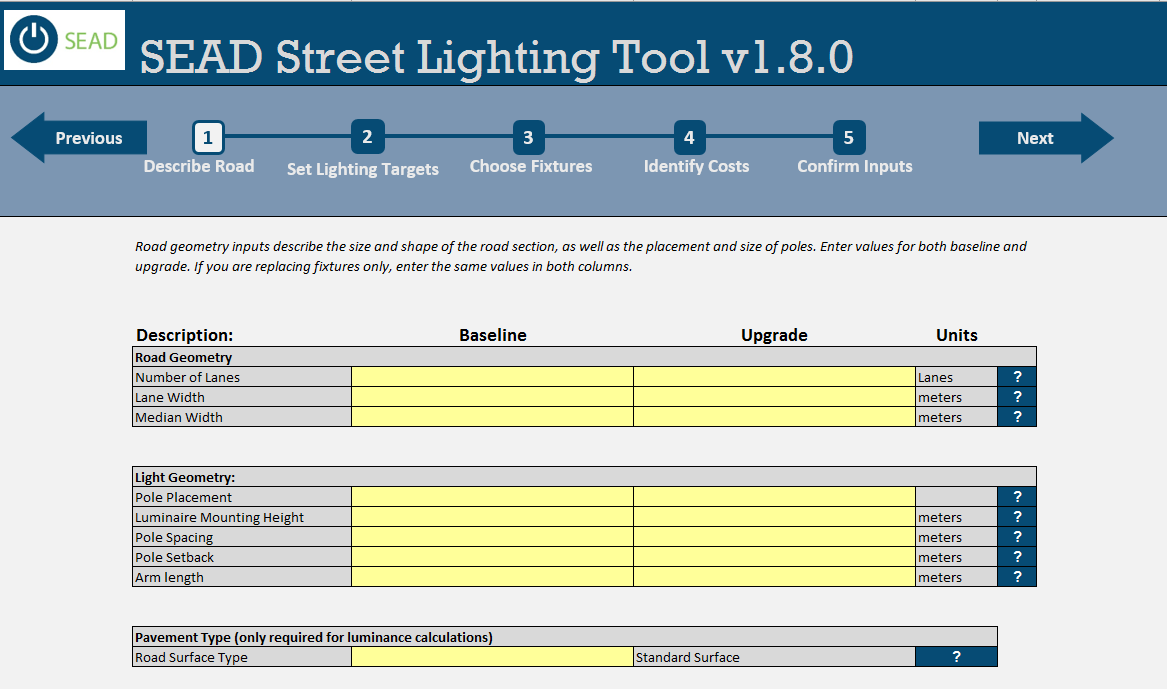 SEAD
SEAD Street Lighting Tool v1.8.0
Previous
1
2
3
4
5
Next
Describe Road
Set Lighting Targets
Choose Fixtures
Identify Costs
Confirm Inputs
Road geometry inputs describe the size and shape of the road section, as well as the placement and size of poles. Enter values for both baseline and
upgrade. If you are replacing fixtures only, enter the same values in both columns.
Description: Baseline Upgrade Units
Road Geometry
Number of Lanes Lanes ?
Lane Width meters ?
Median Width meters ?
Light Geometry:
Pole Placement ?
Luminaire Mounting Height meters ?
Pole Spacing meters ?
Pole Setback meters ?
Arm length meters ?
Pavement Type (only required for luminance calculations)
Road Surface Type Standard Surface ?